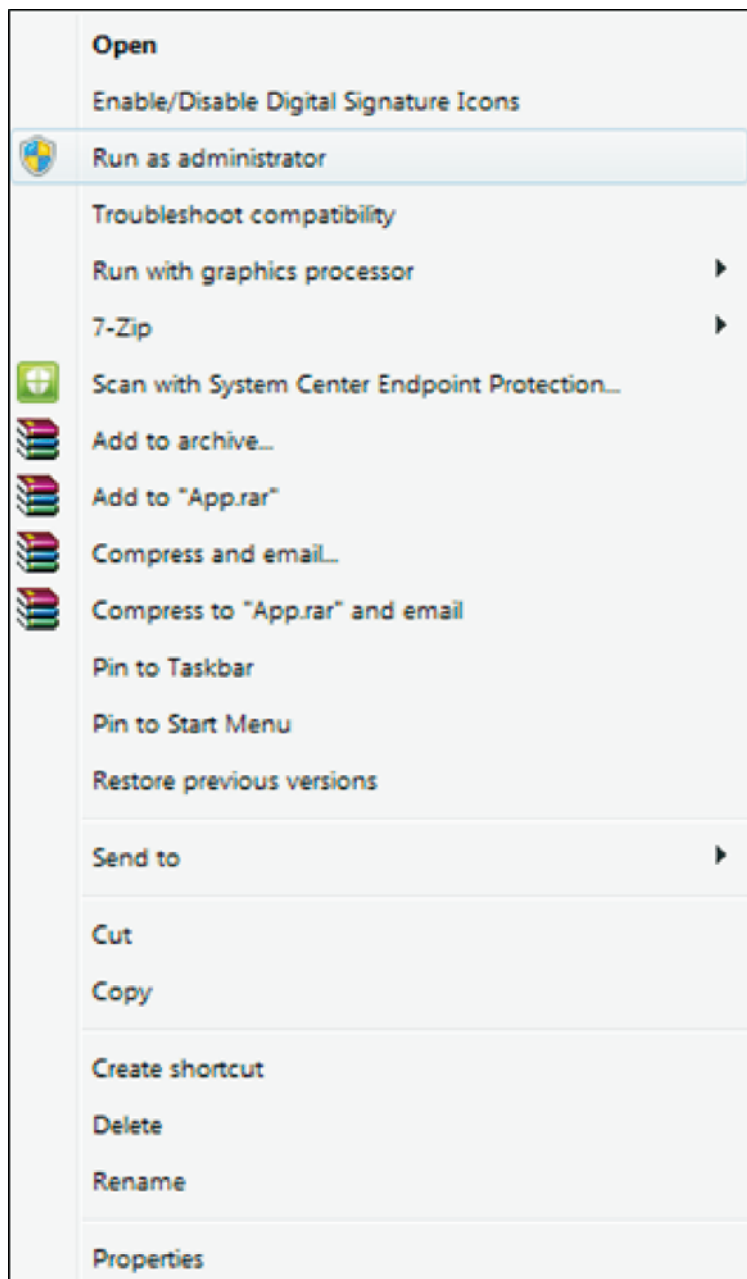 Open
Enable/Disable Digital Signature Icons
Run as administrator
Troubleshoot compatibility
Run with graphics processor
7-Zip
Scan with System Center Endpoint Protection...
Add to archive...
Add to "App.rar"
Compress and email...
Compress to "App.rar" and email
Pin to Taskbar
Pin to Start Menu
Restore previous versions
Send to
Cut
Copy
Create shortcut
Delete
Rename
Properties